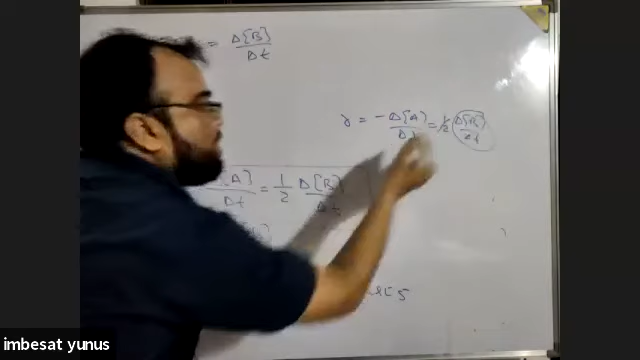 = Δ[B]/Δt
r = -Δ[A]/Δt = 1/2 Δ[B]/Δt
[A]/Δt = 1/2 Δ[B]/Δt
imbesat yunus